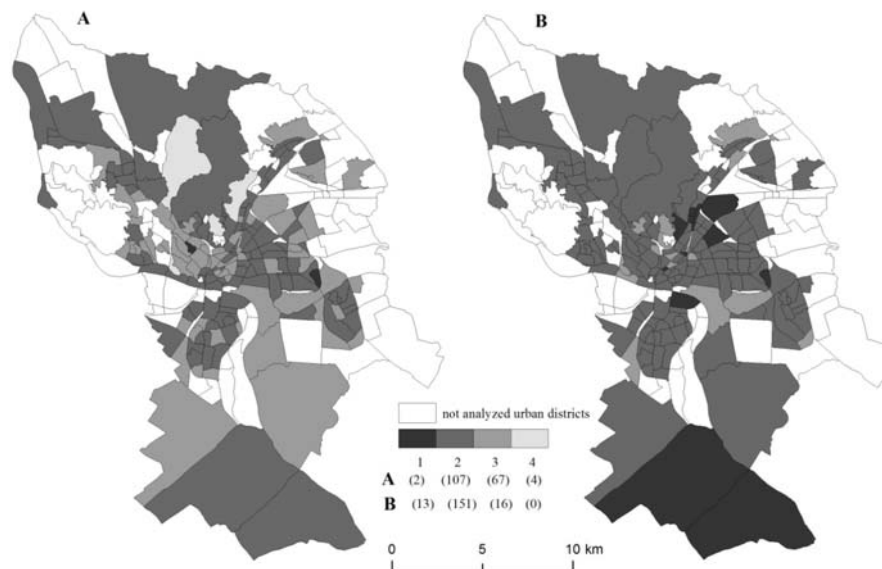 A B
not analyzed urban districts
1 2 3 4
A (2) (107) (67) (4)
B (13) (151) (16) (0)
0 5 10 km